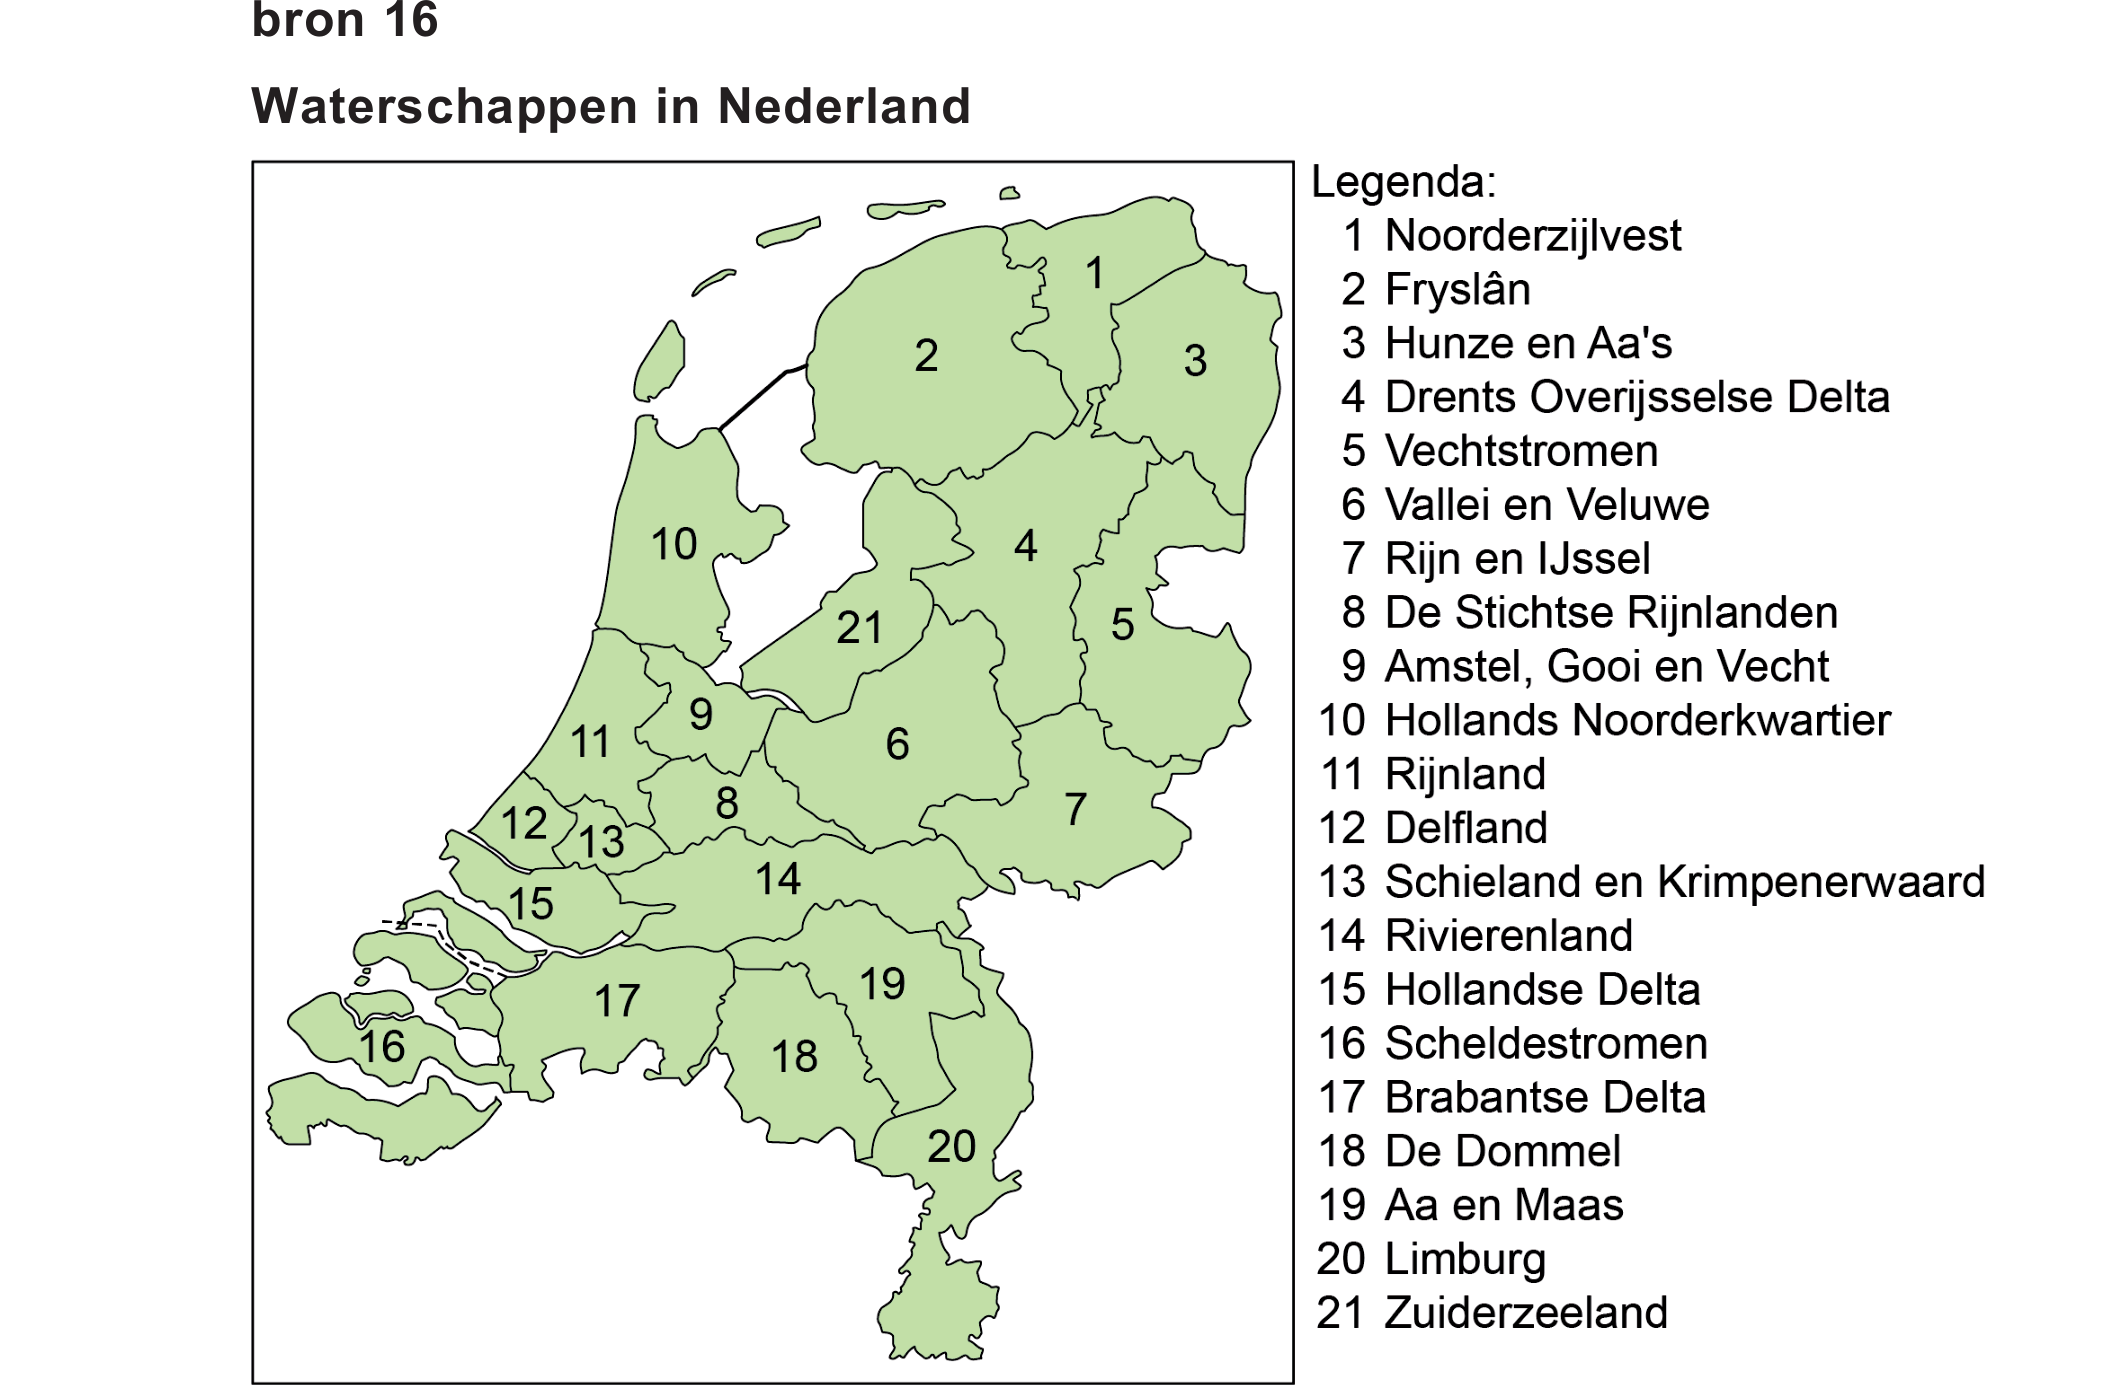 bron 16
Waterschappen in Nederland
Legenda:
1 Noorderzijlvest
2 Fryslân
3 Hunze en Aa's
4 Drents Overijsselse Delta
5 Vechtstromen
6 Vallei en Veluwe
7 Rijn en IJssel
8 De Stichtse Rijnlanden
9 Amstel, Gooi en Vecht
10 Hollands Noorderkwartier
11 Rijnland
12 Delfland
13 Schieland en Krimpenerwaard
14 Rivierenland
15 Hollandse Delta
16 Scheldestromen
17 Brabantse Delta
18 De Dommel
19 Aa en Maas
20 Limburg
21 Zuiderzeeland
1
2
3
10
4
21
5
9
11
6
8
7
12
13
14
15
19
17
16
18
20